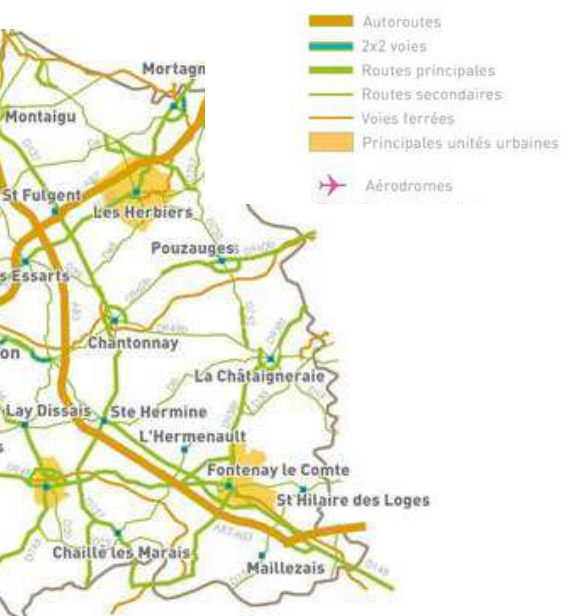 Autoroutes
2x2 voies
Routes principales
Routes secondaires
Voies ferrées
Principales unités urbaines
Aérodromes
Mortagn
Montaigu
St Fulgent
Les Herbiers
Pouzauges
s Essarts
Chantonnay
on
La Châtaigneraie
Lay Dissais
Ste Hermine
L'Hermenault
s
Fontenay le Comte
St Hilaire des Loges
Chaillé les Marais
Maillezais
D148